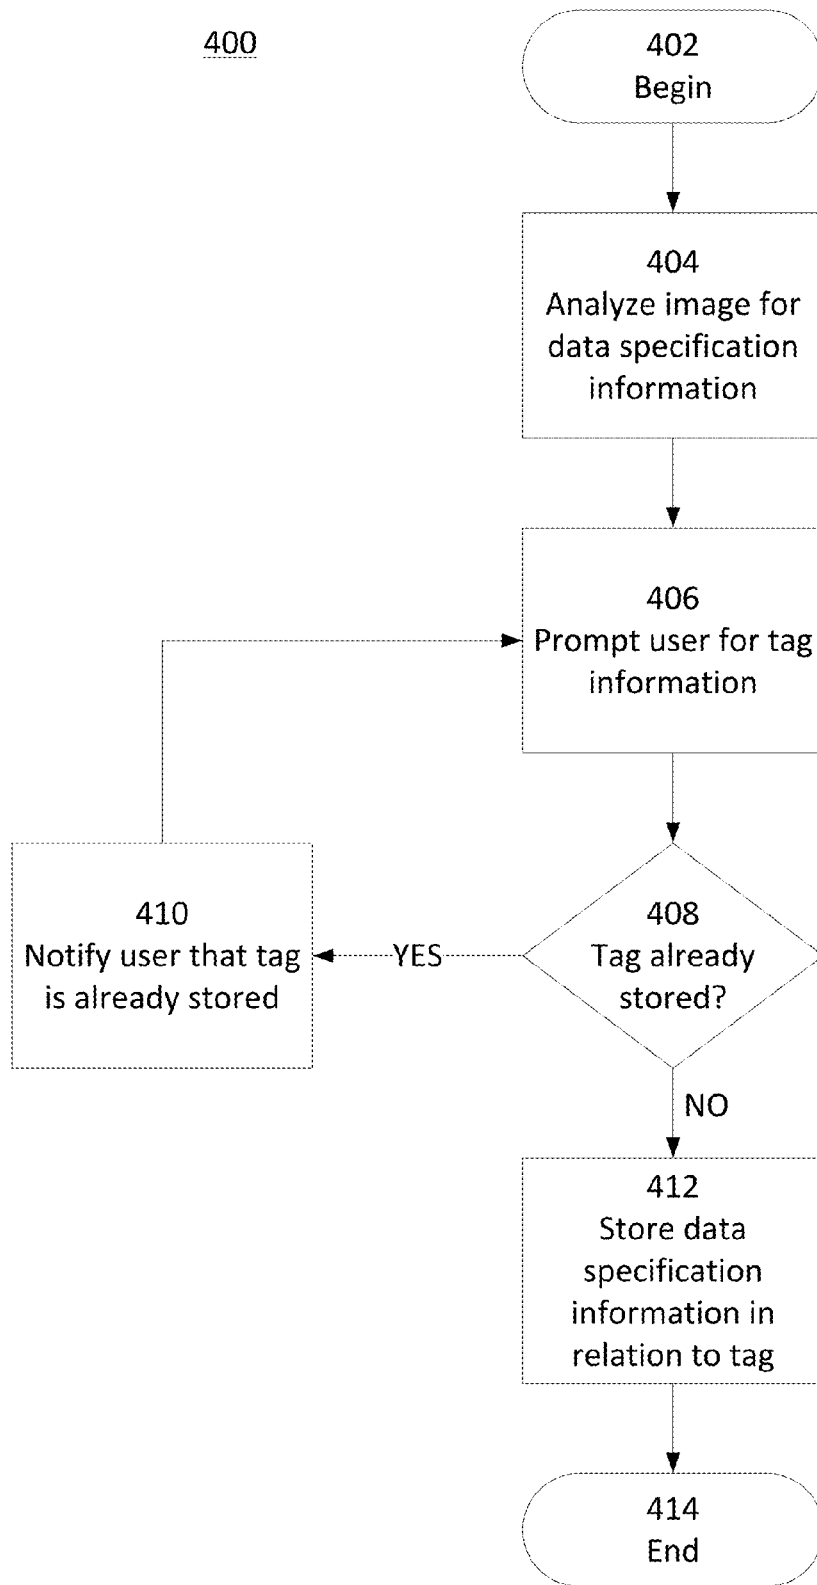 400
402
Begin
404
Analyze image for
data specification
information
406
Prompt user for tag
information
408
Tag already
stored?
YES
410
Notify user that tag
is already stored
NO
412
Store data
specification
information in
relation to tag
414
End